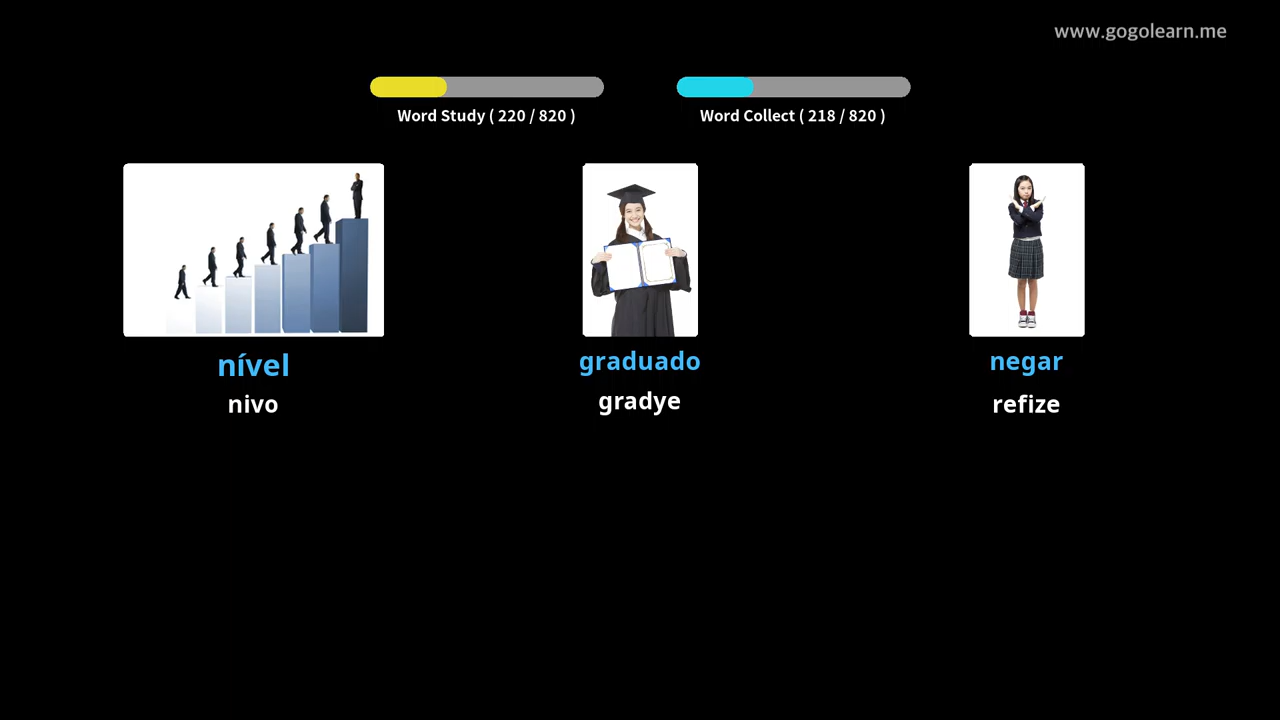 www.gogolearn.me
Word Study ( 220 / 820 )
Word Collect ( 218 / 820 )
nível
graduado
negar
nivo
gradye
refize